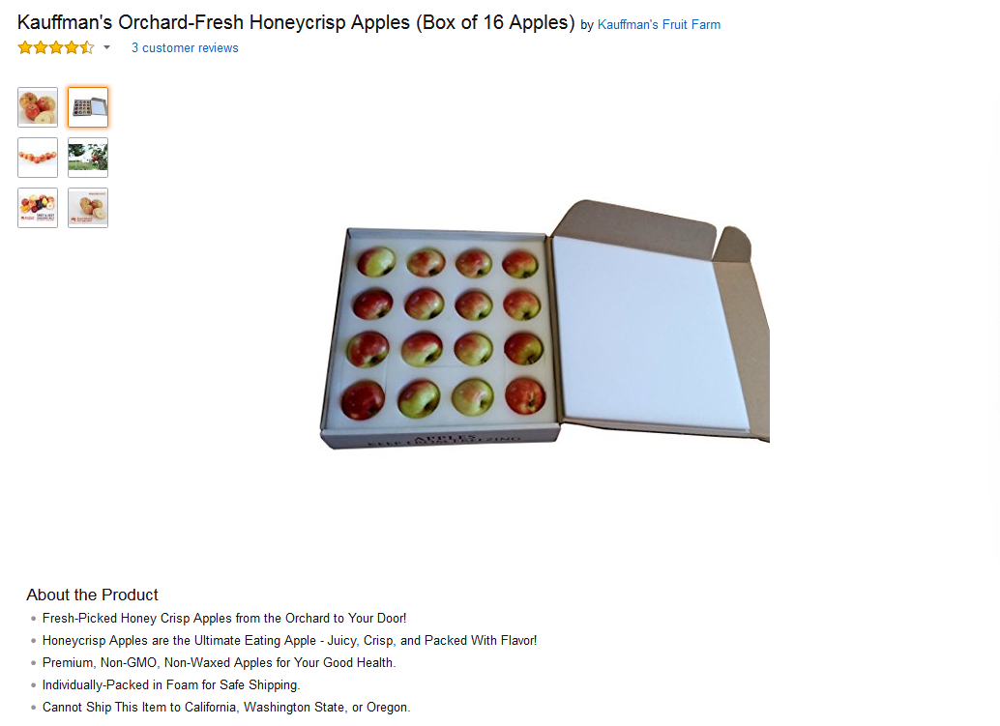 Kauffman's Orchard-Fresh Honeycrisp Apples (Box of 16 Apples) by Kauffman's Fruit Farm
3 customer reviews
APPLES
KEEP FROM FREEZING
About the Product
Fresh-Picked Honey Crisp Apples from the Orchard to Your Door!
Honeycrisp Apples are the Ultimate Eating Apple - Juicy, Crisp, and Packed With Flavor!
Premium, Non-GMO, Non-Waxed Apples for Your Good Health.
Individually-Packed in Foam for Safe Shipping.
Cannot Ship This Item to California, Washington State, or Oregon.